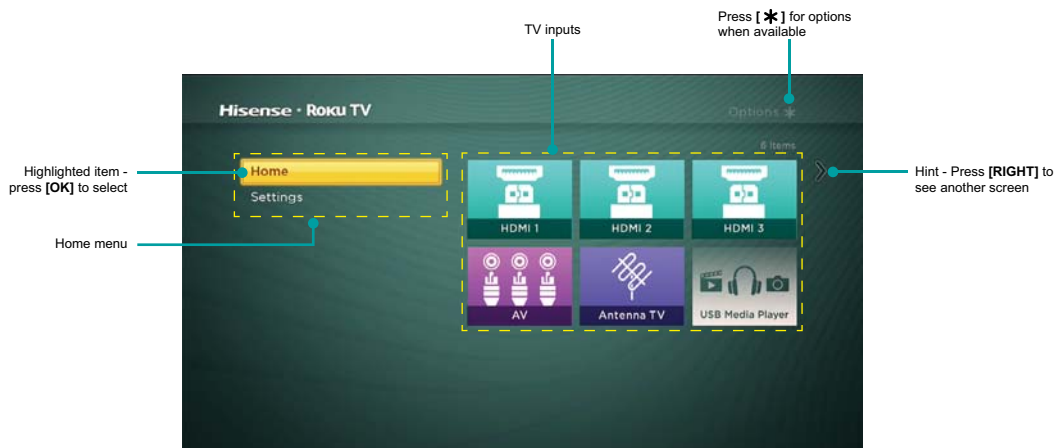 Press [ * ] for options
when available
TV inputs
Hisense · Roku TV
Options *
6 Items
Highlighted item -
press [OK] to select
Home
Settings
Home menu
HDMI 1
HDMI 2
HDMI 3
AV
Antenna TV
USB Media Player
Hint - Press [RIGHT] to
see another screen